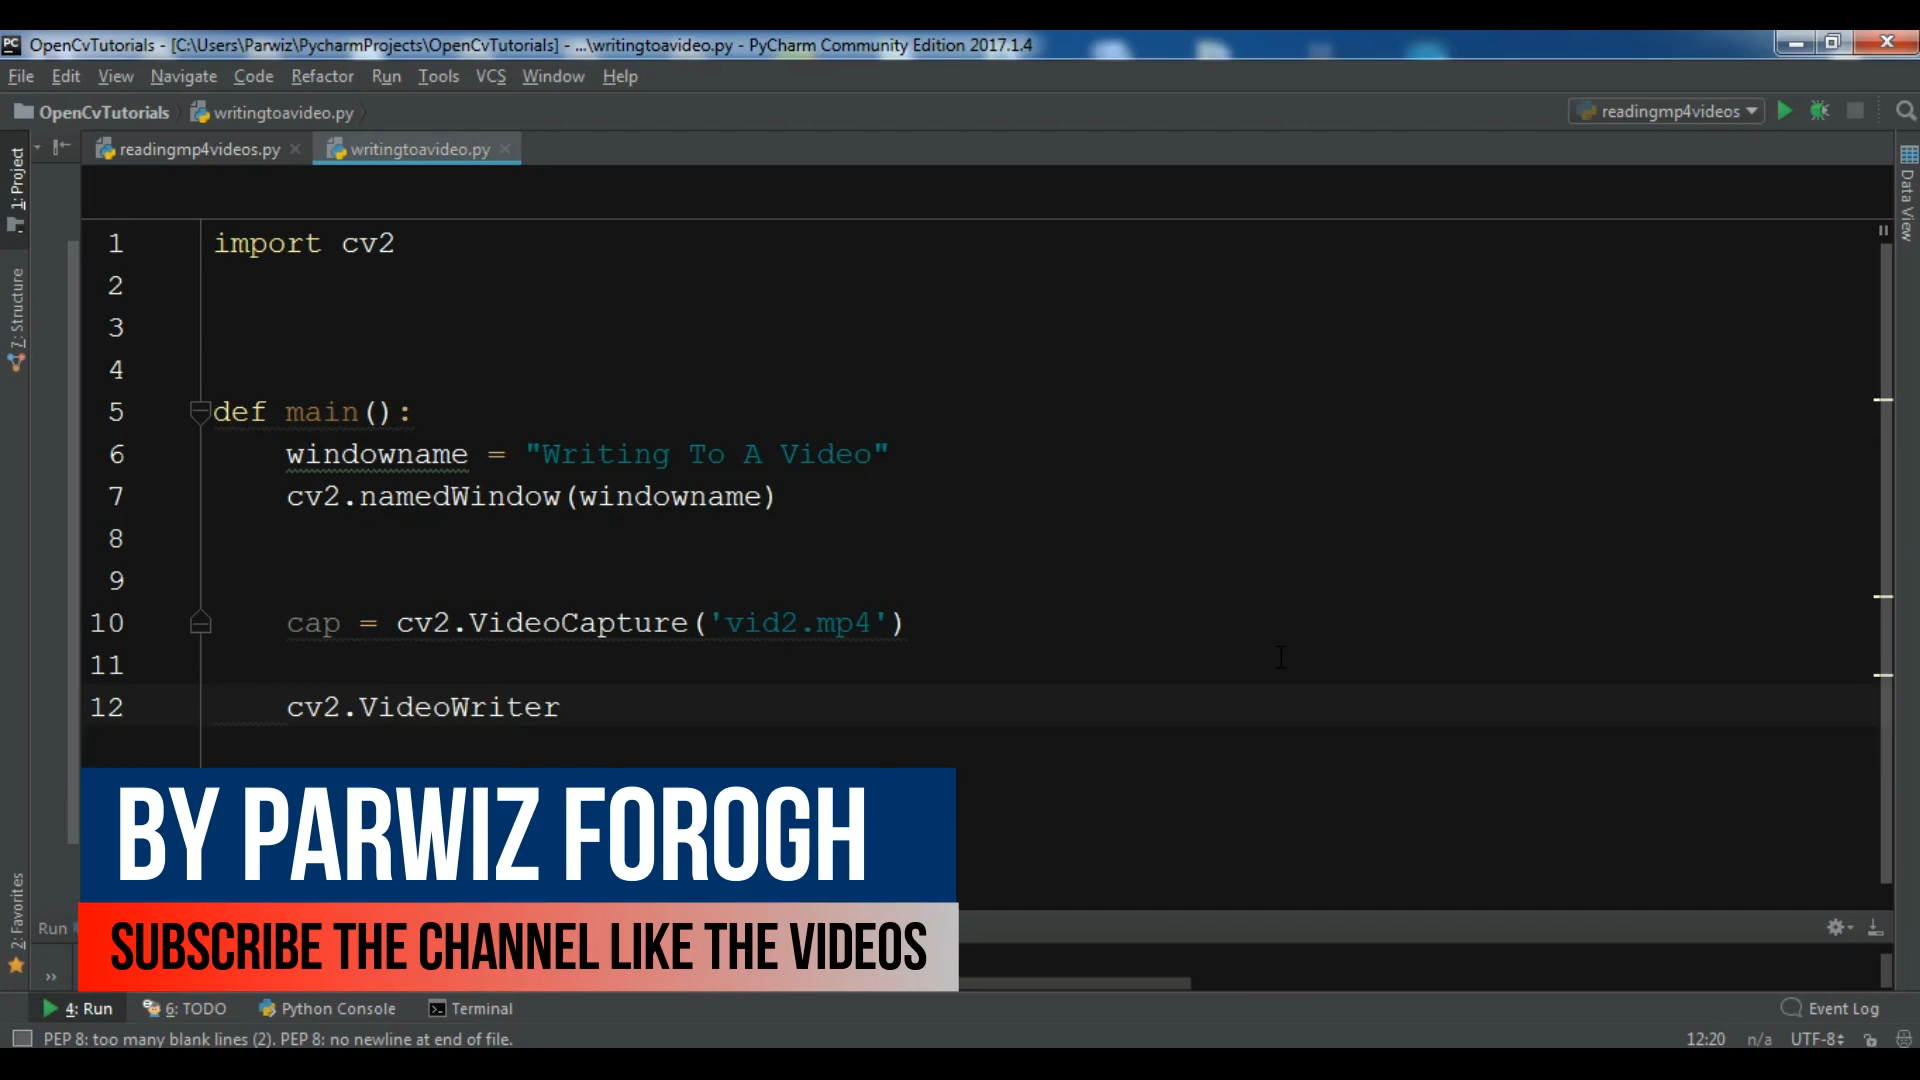 OpenCvTutorials - [C:\Users\Parwiz\PycharmProjects\OpenCvTutorials] - ...\writingtoavideo.py - PyCharm Community Edition 2017.1.4
File Edit View Navigate Code Refactor Run Tools VCS Window Help
OpenCvTutorials writingtoavideo.py readingmp4videos
readingmp4videos.py writingtoavideo.py
1: Project
7: Structure
2: Favorites
Data View
1 import cv2
2
3
4
5 def main():
6 windowname = "Writing To A Video"
7 cv2.namedWindow(windowname)
8
9
10 cap = cv2.VideoCapture('vid2.mp4')
11
12 cv2.VideoWriter
BY PARWIZ FOROGH
SUBSCRIBE THE CHANNEL LIKE THE VIDEOS
Run
4: Run 6: TODO Python Console Terminal Event Log
PEP 8: too many blank lines (2). PEP 8: no newline at end of file. 12:20 n/a UTF-8